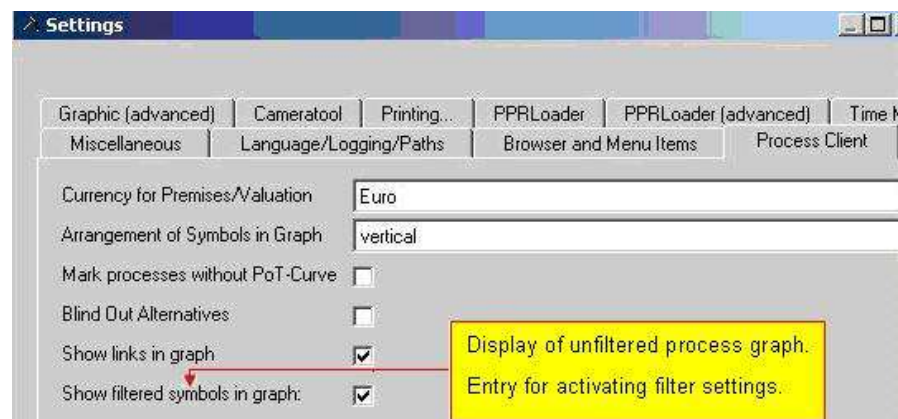 Settings
Graphic (advanced) Cameratool Printing... PPRLoader PPRLoader (advanced) Time
Miscellaneous Language/Logging/Paths Browser and Menu Items Process Client
Currency for Premises/Valuation Euro
Arrangement of Symbols in Graph vertical
Mark processes without PoT-Curve
Blind Out Alternatives
Show links in graph
Display of unfiltered process graph.
Show filtered symbols in graph:
Entry for activating filter settings.